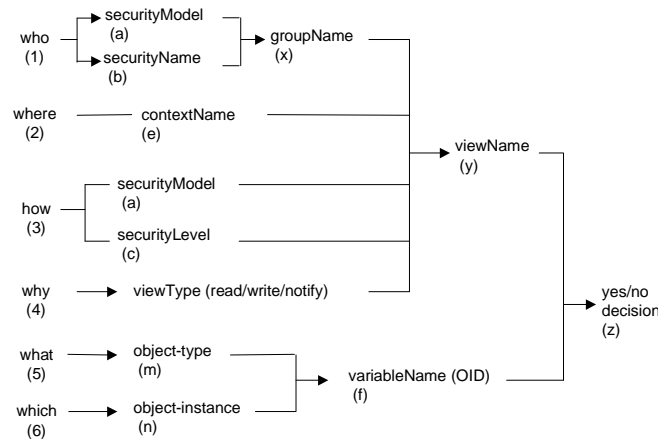 who
(1)
securityModel
(a)
securityName
(b)
groupName
(x)
where
(2)
contextName
(e)
viewName
(y)
how
(3)
securityModel
(a)
securityLevel
(c)
why
(4)
viewType (read/write/notify)
yes/no
decision
(z)
what
(5)
object-type
(m)
variableName (OID)
(f)
which
(6)
object-instance
(n)